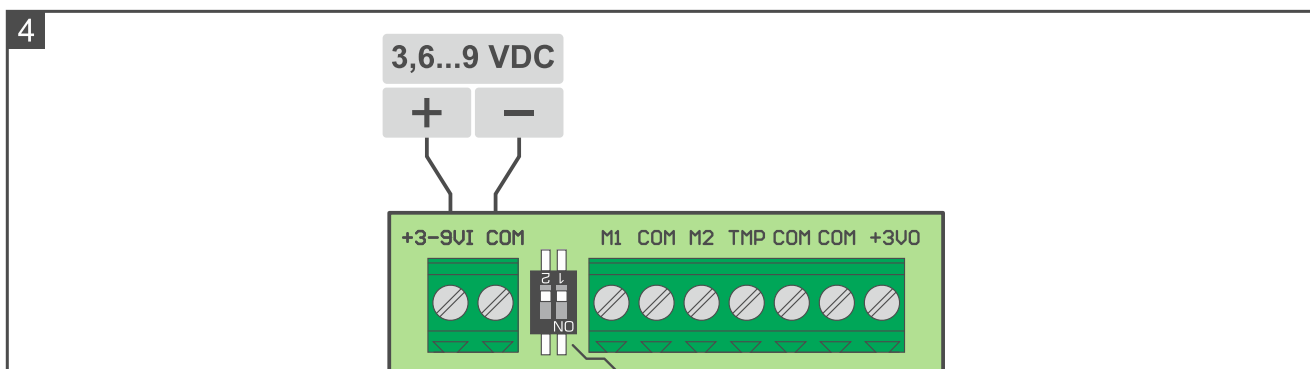 4
3,6...9 VDC
+ −
+3-9VI COM M1 COM M2 TMP COM COM +3VO
2 1
ON